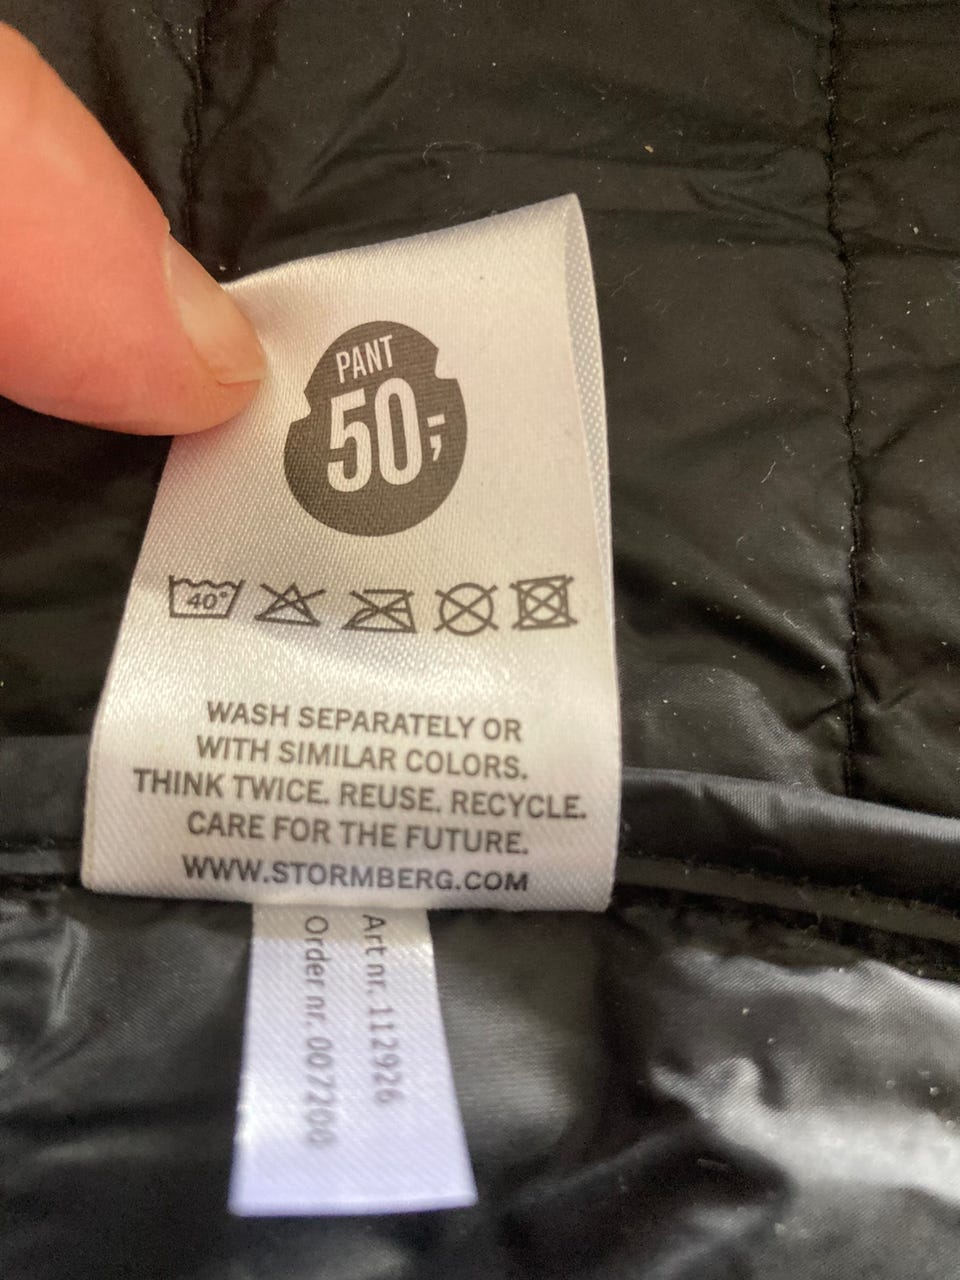 PANT
50,-
40°
WASH SEPARATELY OR
WITH SIMILAR COLORS.
THINK TWICE. REUSE. RECYCLE.
CARE FOR THE FUTURE.
WWW.STORMBERG.COM
Art nr. 112926
Order nr. 007200